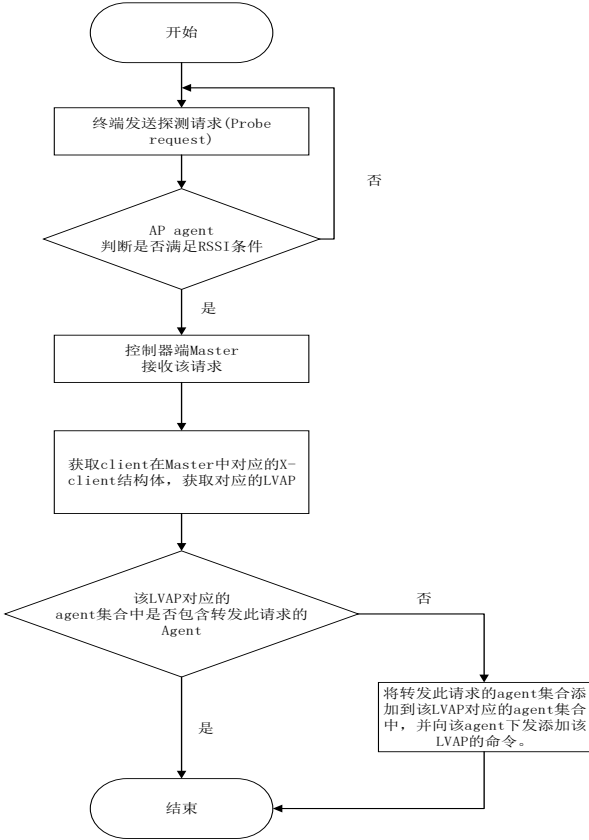 开始
终端发送探测请求(Probe
request)
否
AP agent
判断是否满足RSSI条件
是
控制器端Master
接收该请求
获取client在Master中对应的X-
client结构体，获取对应的LVAP
该LVAP对应的
agent集合中是否包含转发此请求的
Agent
否
将转发此请求的agent集合添
加到该LVAP对应的agent集合
中，并向该agent下发添加该
LVAP的命令。
是
结束